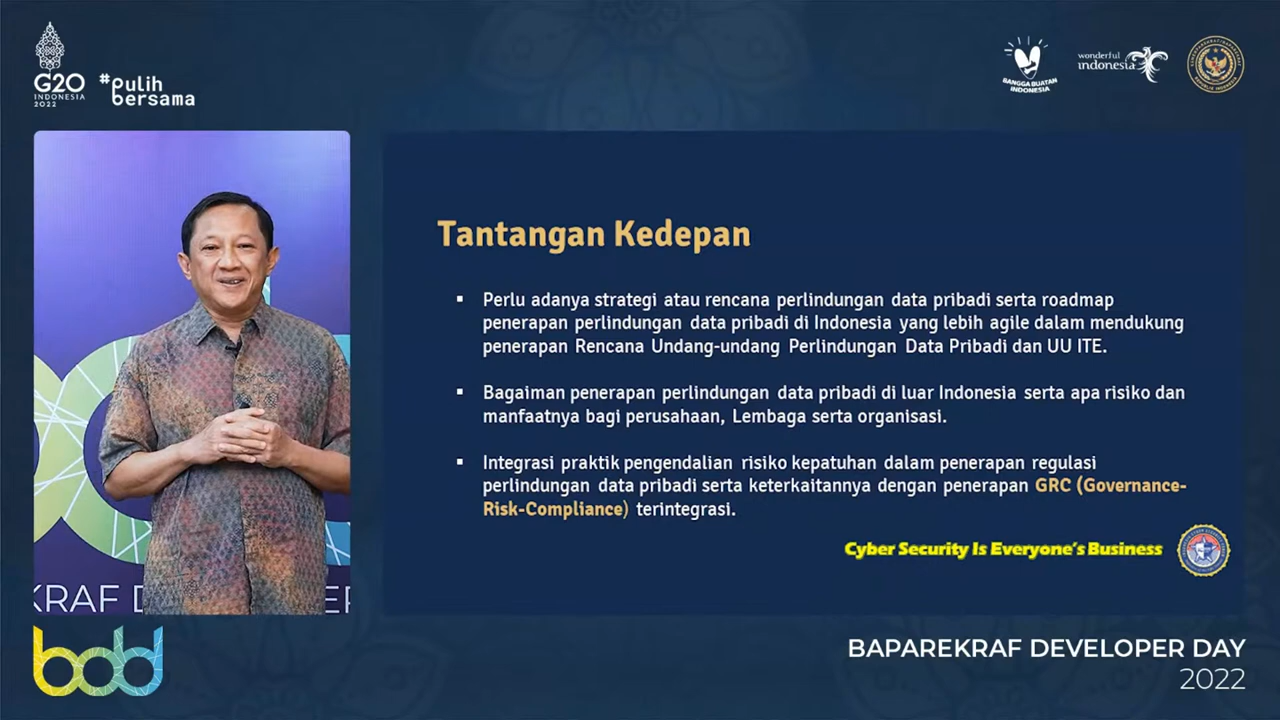 G20
INDONESIA
2022
#pulih
bersama
BANGGA BUATAN
INDONESIA
wonderful
indonesia
Tantangan Kedepan
▪ Perlu adanya strategi atau rencana perlindungan data pribadi serta roadmap
penerapan perlindungan data pribadi di Indonesia yang lebih agile dalam mendukung
penerapan Rencana Undang-undang Perlindungan Data Pribadi dan UU ITE.
▪ Bagaiman penerapan perlindungan data pribadi di luar Indonesia serta apa risiko dan
manfaatnya bagi perusahaan, Lembaga serta organisasi.
▪ Integrasi praktik pengendalian risiko kepatuhan dalam penerapan regulasi
perlindungan data pribadi serta keterkaitannya dengan penerapan GRC (Governance-
Risk-Compliance) terintegrasi.
Cyber Security Is Everyone's Business
KRAF D
ER
bdd
BAPAREKRAF DEVELOPER DAY
2022